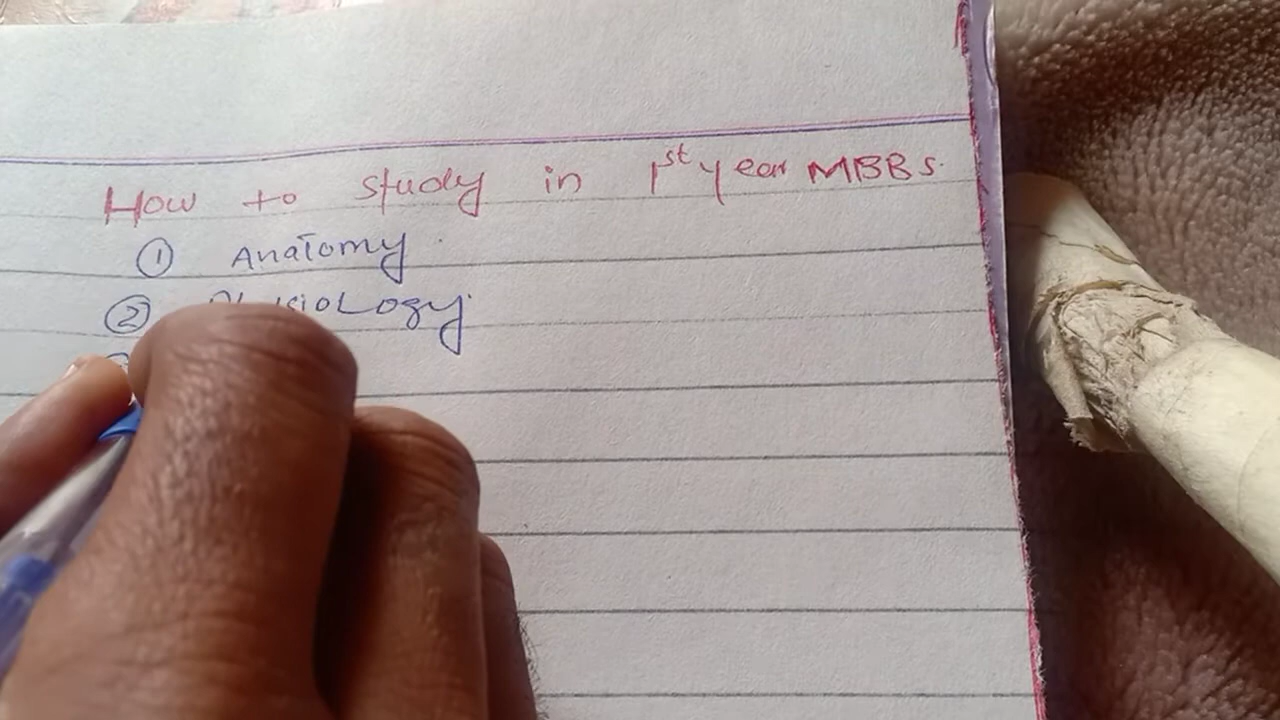 How to study in 1st year MBBS.
① Anatomy
② Physiology